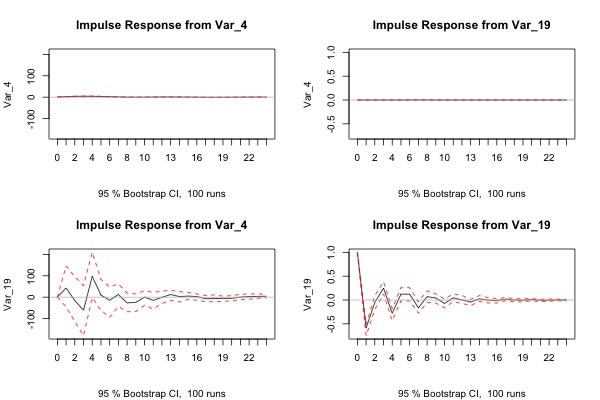 Impulse Response from Var_4
Var_4
100
0
-100
0 2 4 6 8 10 13 16 19 22
95 % Bootstrap CI, 100 runs
Impulse Response from Var_19
Var_4
1.0
0.5
0.0
-0.5
0 2 4 6 8 10 13 16 19 22
95 % Bootstrap CI, 100 runs
Impulse Response from Var_4
Var_19
100
0
-100
0 2 4 6 8 10 13 16 19 22
95 % Bootstrap CI, 100 runs
Impulse Response from Var_19
Var_19
1.0
0.5
0.0
-0.5
0 2 4 6 8 10 13 16 19 22
95 % Bootstrap CI, 100 runs